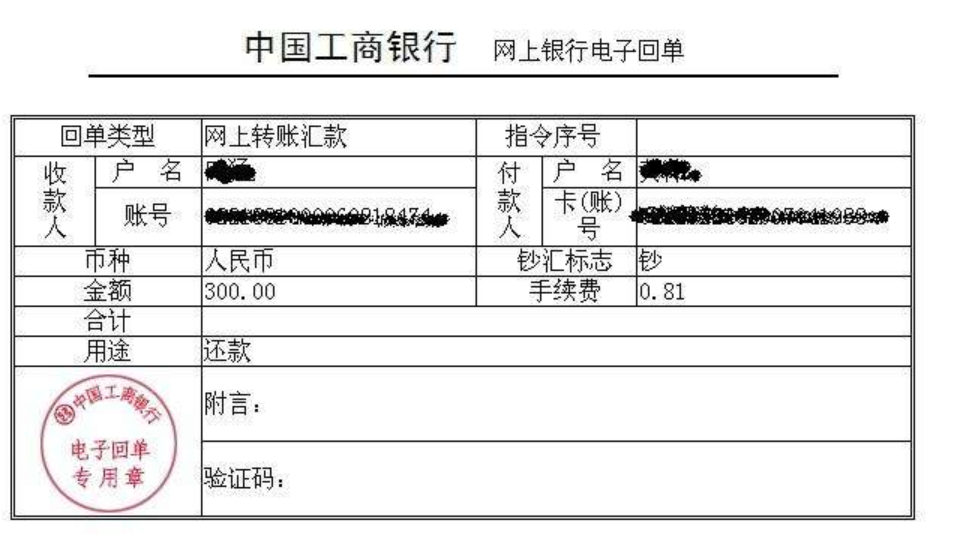 中国工商银行 网上银行电子回单
回单类型 网上转账汇款 指令序号
收款人 户 名 付款人 户 名
账号 卡(账)号
币种 人民币 钞汇标志 钞
金额 300.00 手续费 0.81
合计
用途 还款
附言：
中国工商银行
电子回单
专用章
验证码：